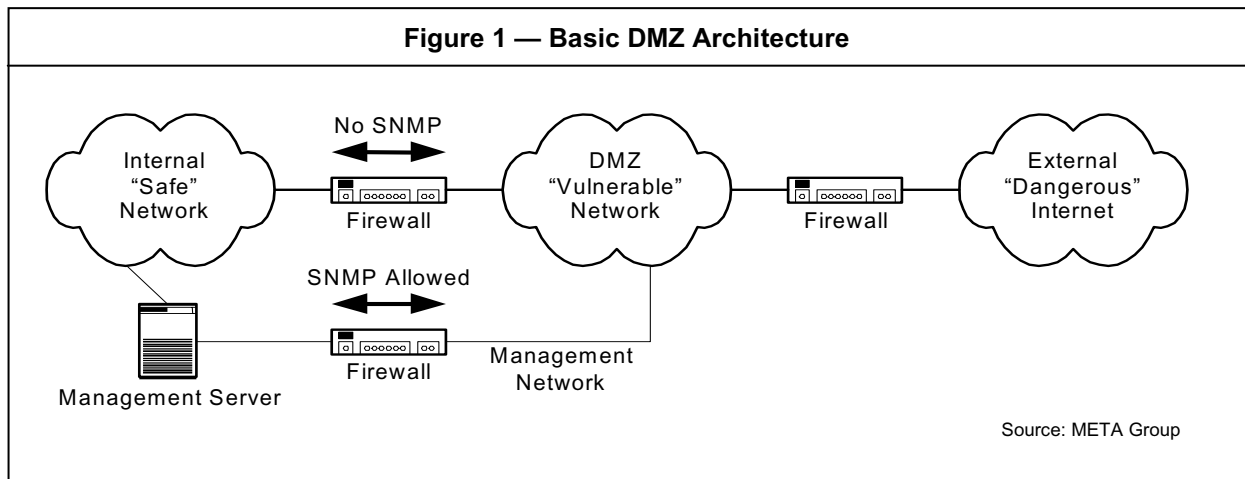 Figure 1 — Basic DMZ Architecture
No SNMP
Internal
“Safe”
Network
Firewall
DMZ
“Vulnerable”
Network
Firewall
External
“Dangerous”
Internet
SNMP Allowed
Firewall
Management
Network
Management Server
Source: META Group